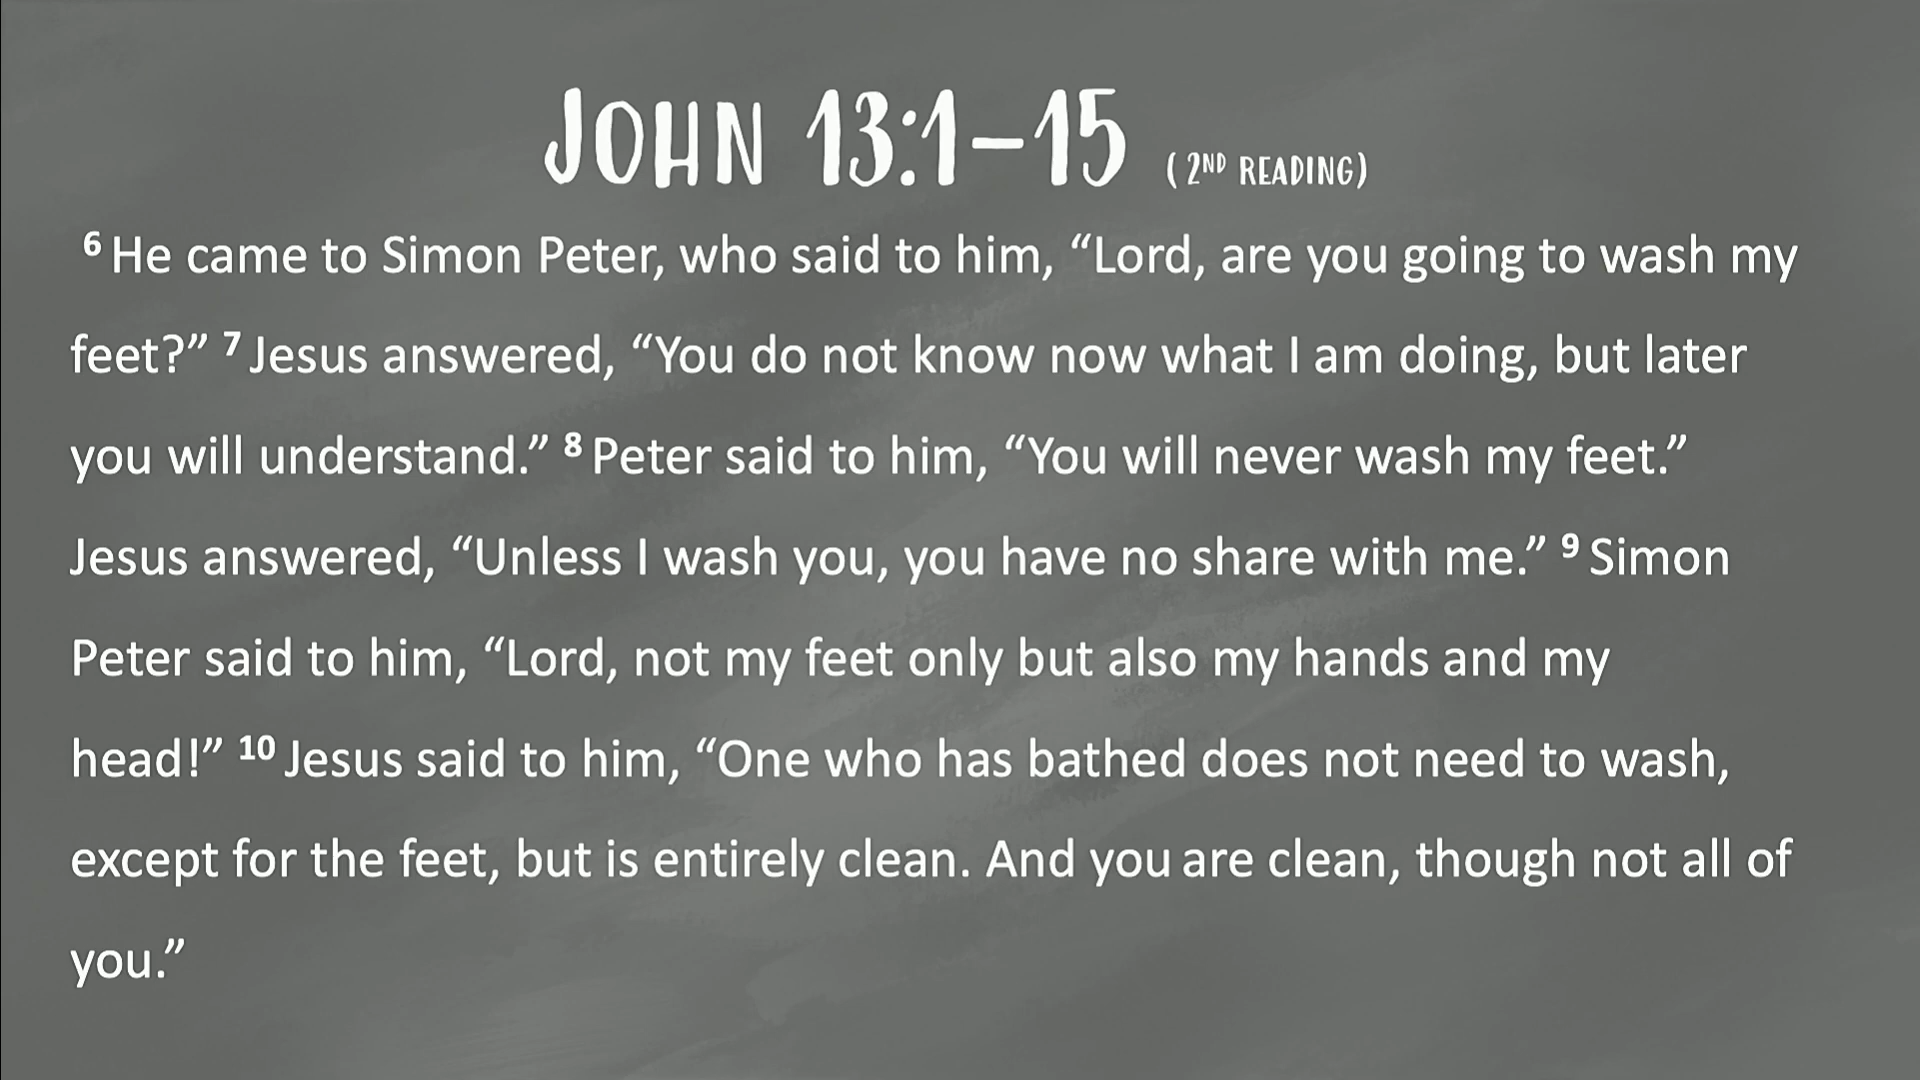 JOHN 13:1–15 (2ND READING)
6 He came to Simon Peter, who said to him, “Lord, are you going to wash my
feet?” 7 Jesus answered, “You do not know now what I am doing, but later
you will understand.” 8 Peter said to him, “You will never wash my feet.”
Jesus answered, “Unless I wash you, you have no share with me.” 9 Simon
Peter said to him, “Lord, not my feet only but also my hands and my
head!” 10 Jesus said to him, “One who has bathed does not need to wash,
except for the feet, but is entirely clean. And you are clean, though not all of
you.”